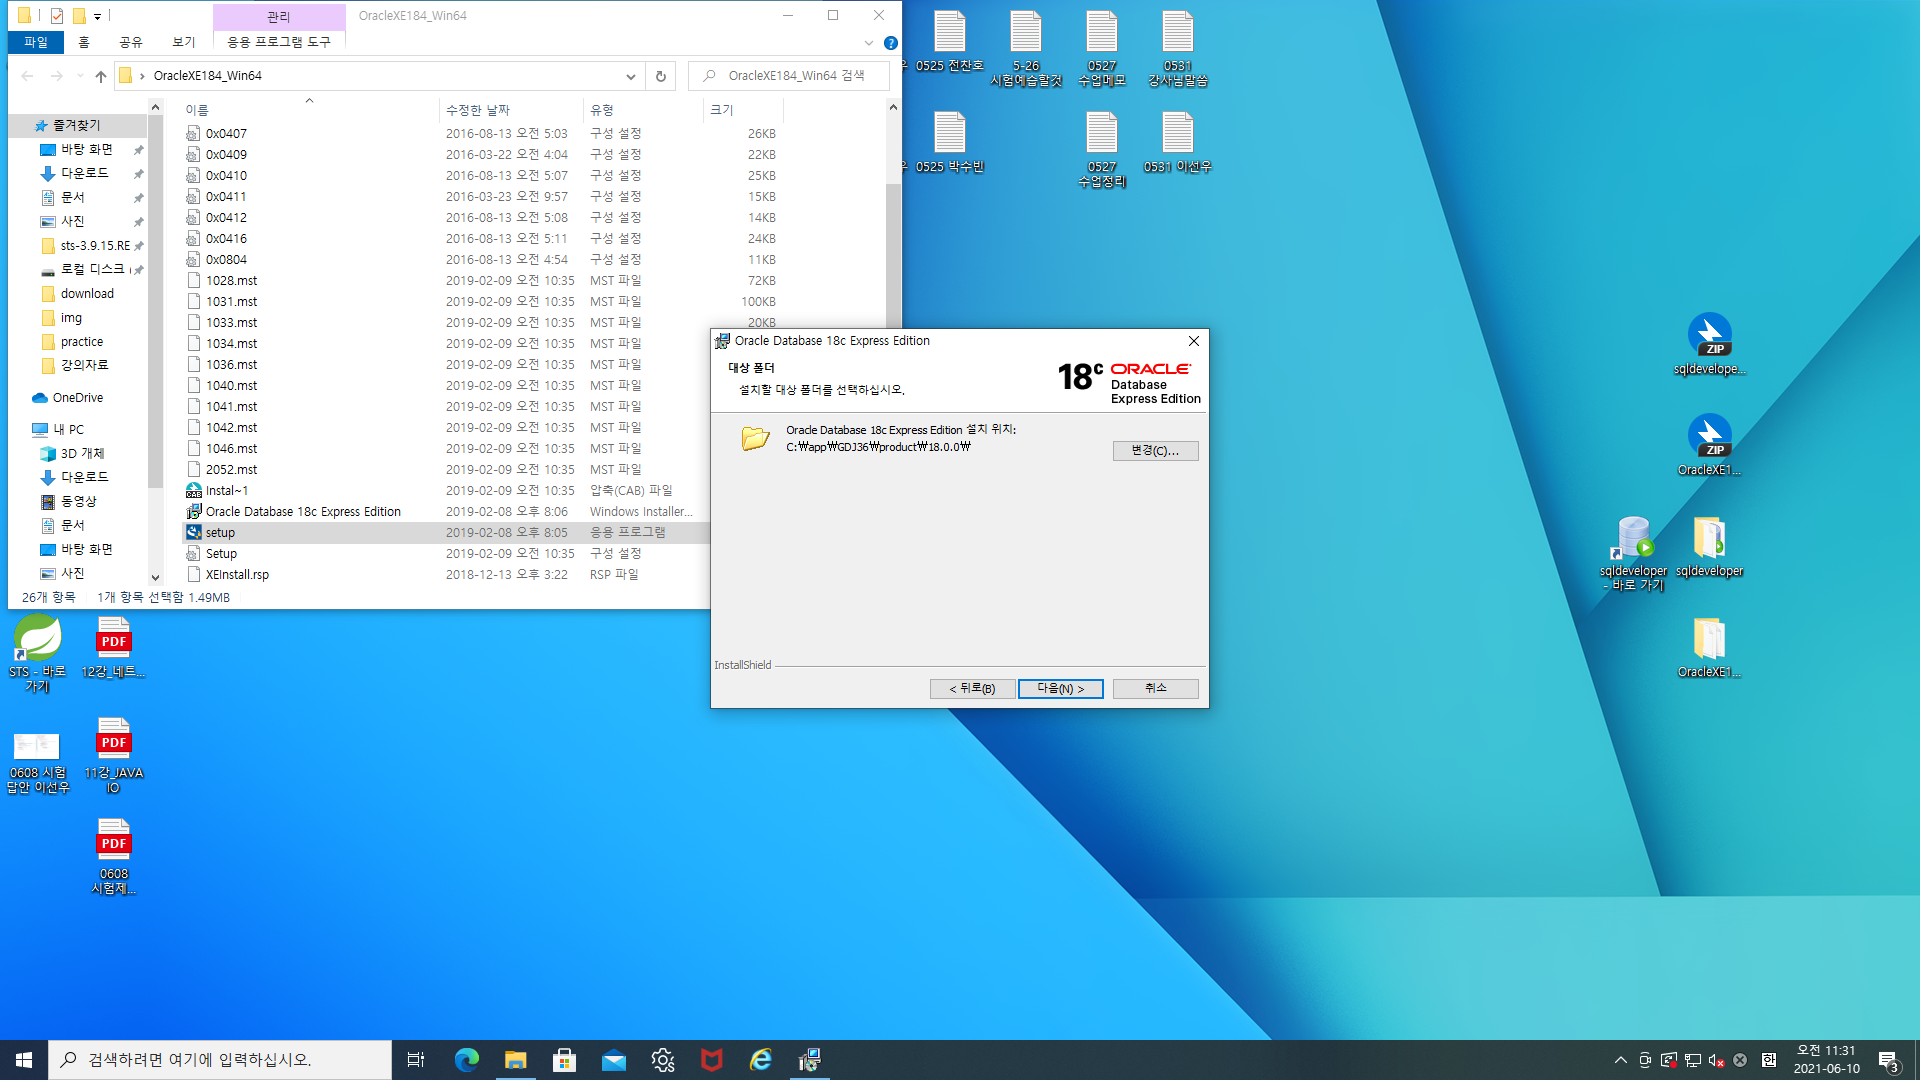 관리
OracleXE184_Win64
파일
홈
공유
보기
응용 프로그램 도구
OracleXE184_Win64
OracleXE184_Win64 검색
즐겨찾기
바탕 화면
다운로드
문서
사진
sts-3.9.15.RE
로컬 디스크 (
download
img
practice
강의자료
OneDrive
내 PC
3D 개체
다운로드
동영상
문서
바탕 화면
사진
이름 수정한 날짜 유형 크기
0x0407 2016-08-13 오전 5:03 구성 설정 26KB
0x0409 2016-03-22 오전 4:04 구성 설정 22KB
0x0410 2016-08-13 오전 5:07 구성 설정 25KB
0x0411 2016-03-23 오전 9:57 구성 설정 15KB
0x0412 2016-08-13 오전 5:08 구성 설정 14KB
0x0416 2016-08-13 오전 5:11 구성 설정 24KB
0x0804 2016-08-13 오전 4:54 구성 설정 11KB
1028.mst 2019-02-09 오전 10:35 MST 파일 72KB
1031.mst 2019-02-09 오전 10:35 MST 파일 100KB
1033.mst 2019-02-09 오전 10:35 MST 파일 20KB
1034.mst 2019-02-09 오전 10:35 MST 파일
1036.mst 2019-02-09 오전 10:35 MST 파일
1040.mst 2019-02-09 오전 10:35 MST 파일
1041.mst 2019-02-09 오전 10:35 MST 파일
1042.mst 2019-02-09 오전 10:35 MST 파일
1046.mst 2019-02-09 오전 10:35 MST 파일
2052.mst 2019-02-09 오전 10:35 MST 파일
Instal~1 2019-02-09 오전 10:35 압축(CAB) 파일
Oracle Database 18c Express Edition 2019-02-08 오후 8:06 Windows Installer...
setup 2019-02-08 오후 8:05 응용 프로그램
Setup 2019-02-09 오전 10:35 구성 설정
XEInstall.rsp 2018-12-13 오후 3:22 RSP 파일
26개 항목 1개 항목 선택함 1.49MB
Oracle Database 18c Express Edition
대상 폴더
설치할 대상 폴더를 선택하십시오.
18c ORACLE
Database
Express Edition
Oracle Database 18c Express Edition 설치 위치:
C:₩app₩GDJ36₩product₩18.0.0₩
변경(C)...
InstallShield
< 뒤로(B)
다음(N) >
취소
0525 전찬호
5-26
시험예습할것
0527
수업메모
0531
강사님말씀
0525 박수빈
0527
수업정리
0531 이선우
ZIP
sqldevelope...
ZIP
OracleXE1...
sqldeveloper
- 바로 가기
sqldeveloper
OracleXE1...
STS - 바로
가기
PDF
12강_네트...
0608 시험
답안 이선우
PDF
11강_JAVA
IO
PDF
0608
시험제...
검색하려면 여기에 입력하십시오.
한
오전 11:31
2021-06-10
3